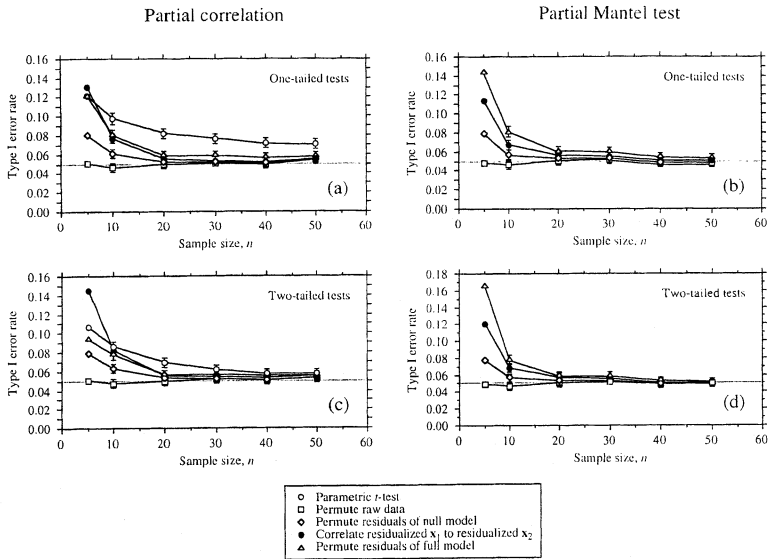 Partial correlation
Partial Mantel test
0.16
0.14
0.12
0.10
0.08
0.06
0.04
0.02
0.00
Type I error rate
One-tailed tests
(a)
0 10 20 30 40 50 60
Sample size, n
0.16
0.14
0.12
0.10
0.08
0.06
0.04
0.02
0.00
Type I error rate
One-tailed tests
(b)
0 10 20 30 40 50 60
Sample size, n
0.16
0.14
0.12
0.10
0.08
0.06
0.04
0.02
0.00
Type I error rate
Two-tailed tests
(c)
0 10 20 30 40 50 60
Sample size, n
0.18
0.16
0.14
0.12
0.10
0.08
0.06
0.04
0.02
0.00
Type I error rate
Two-tailed tests
(d)
0 10 20 30 40 50 60
Sample size, n
Parametric t-test
Permute raw data
Permute residuals of null model
Correlate residualized x1 to residualized x2
Permute residuals of full model